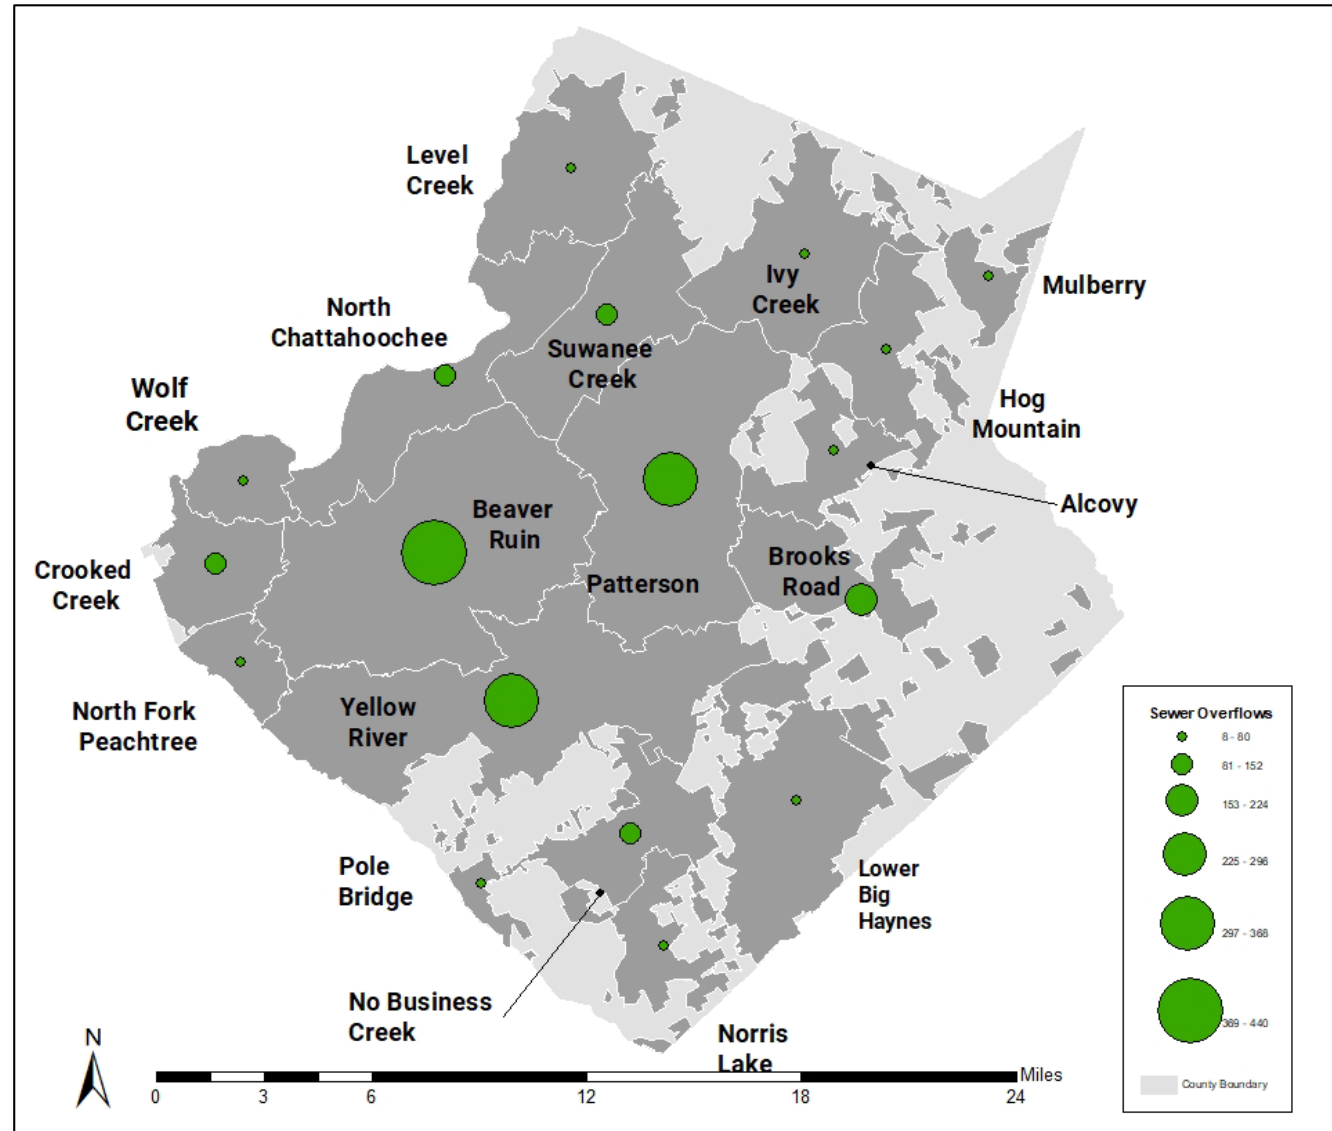 Level
Creek
Ivy
Creek
Mulberry
North
Chattahoochee
Suwanee
Creek
Wolf
Creek
Hog
Mountain
Alcovy
Beaver
Ruin
Patterson
Brooks
Road
Crooked
Creek
North Fork
Peachtree
Yellow
River
Pole
Bridge
Lower
Big
Haynes
No Business
Creek
Norris
Lake
Sewer Overflows
8 - 80
81 - 152
153 - 224
225 - 296
297 - 368
369 - 440
County Boundary
N
Miles
0 3 6 12 18 24